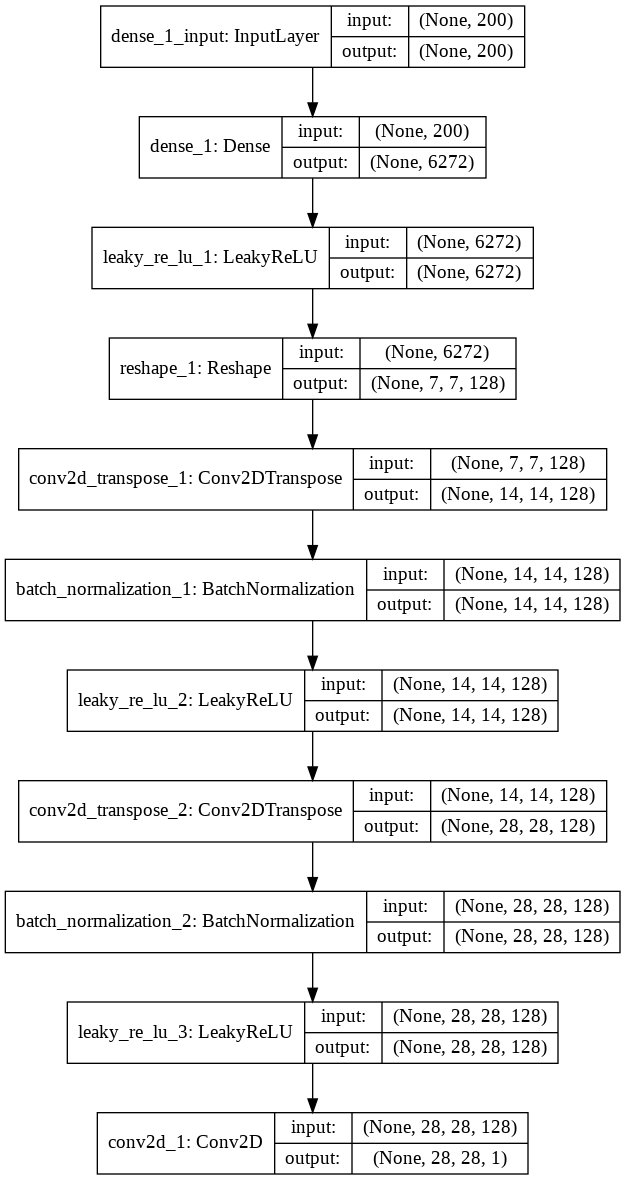 dense_1_input: InputLayer
input: (None, 200)
output: (None, 200)
dense_1: Dense
input: (None, 200)
output: (None, 6272)
leaky_re_lu_1: LeakyReLU
input: (None, 6272)
output: (None, 6272)
reshape_1: Reshape
input: (None, 6272)
output: (None, 7, 7, 128)
conv2d_transpose_1: Conv2DTranspose
input: (None, 7, 7, 128)
output: (None, 14, 14, 128)
batch_normalization_1: BatchNormalization
input: (None, 14, 14, 128)
output: (None, 14, 14, 128)
leaky_re_lu_2: LeakyReLU
input: (None, 14, 14, 128)
output: (None, 14, 14, 128)
conv2d_transpose_2: Conv2DTranspose
input: (None, 14, 14, 128)
output: (None, 28, 28, 128)
batch_normalization_2: BatchNormalization
input: (None, 28, 28, 128)
output: (None, 28, 28, 128)
leaky_re_lu_3: LeakyReLU
input: (None, 28, 28, 128)
output: (None, 28, 28, 128)
conv2d_1: Conv2D
input: (None, 28, 28, 128)
output: (None, 28, 28, 1)